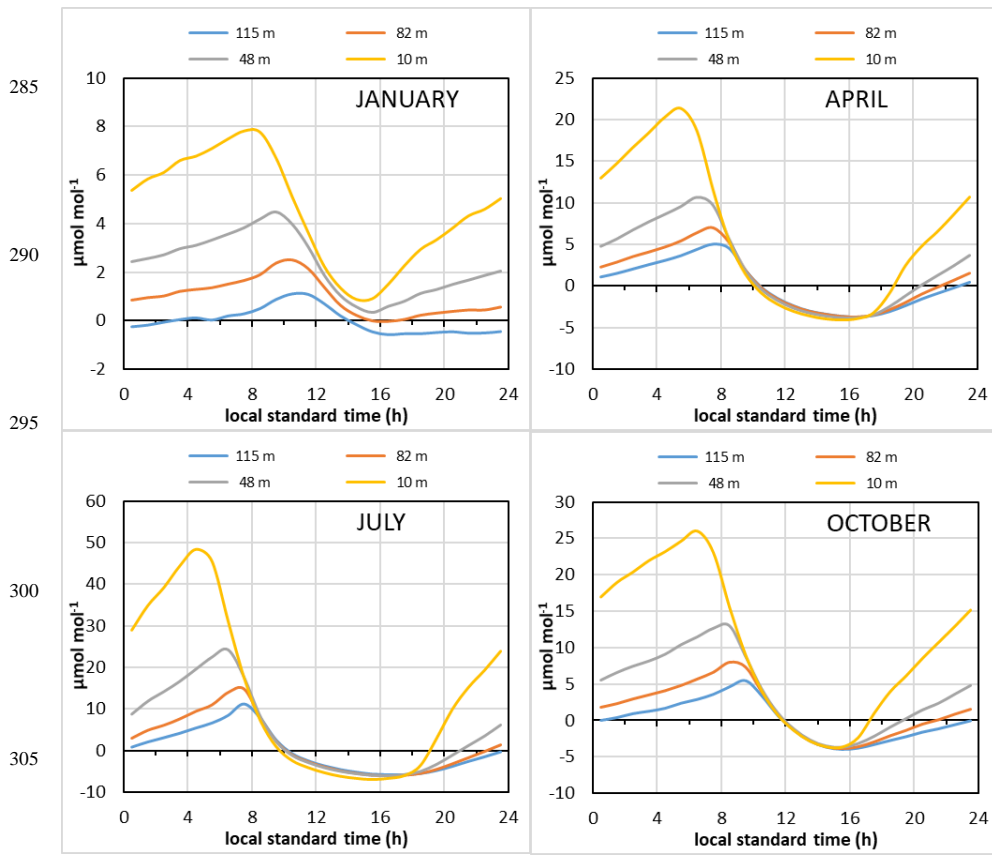 285
290
295
300
305
115 m 82 m
48 m 10 m
JANUARY
µmol mol-1
10
8
6
4
2
0
-2
0 4 8 12 16 20 24
local standard time (h)
115 m 82 m
48 m 10 m
APRIL
µmol mol-1
25
20
15
10
5
0
-5
-10
0 4 8 12 16 20 24
local standard time (h)
115 m 82 m
48 m 10 m
JULY
µmol mol-1
60
50
40
30
20
10
0
-10
0 4 8 12 16 20 24
local standard time (h)
115 m 82 m
48 m 10 m
OCTOBER
µmol mol-1
30
25
20
15
10
5
0
-5
-10
0 4 8 12 16 20 24
local standard time (h)